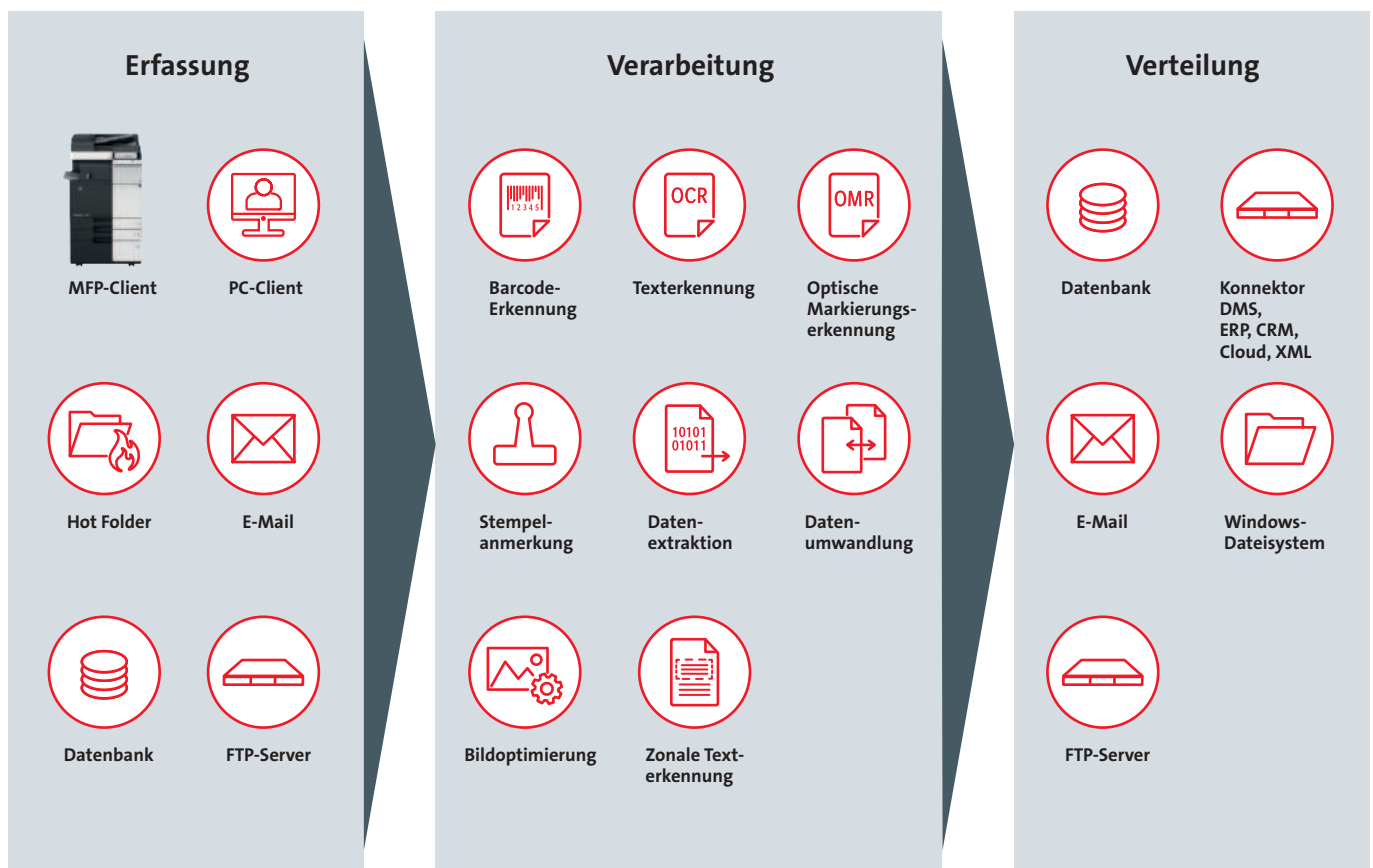 Erfassung
MFP-Client
PC-Client
Hot Folder
E-Mail
Datenbank
FTP-Server
Verarbeitung
12345
Barcode-
Erkennung
OCR
Texterkennung
OMR
Optische
Markierungs-
erkennung
Stempel-
anmerkung
10101
01011
Daten-
extraktion
Daten-
umwandlung
Bildoptimierung
Zonale Text-
erkennung
Verteilung
Datenbank
Konnektor
DMS,
ERP, CRM,
Cloud, XML
E-Mail
Windows-
Dateisystem
FTP-Server